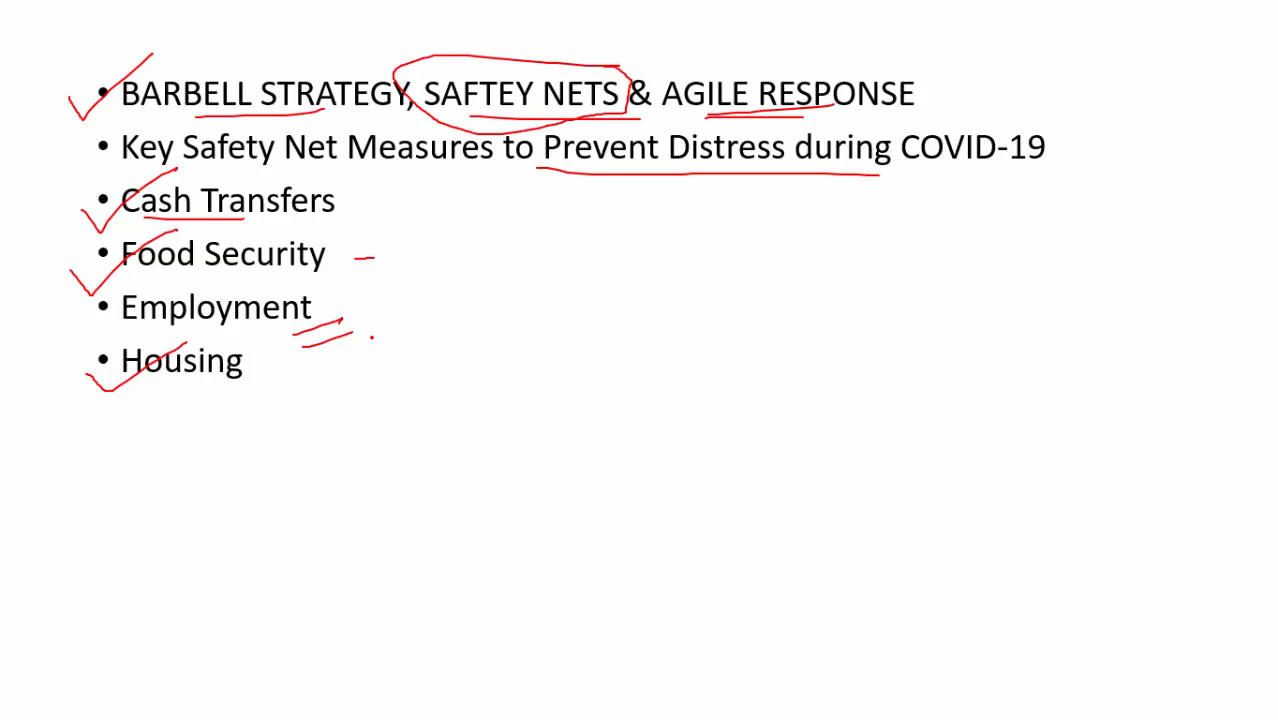 • BARBELL STRATEGY, SAFTEY NETS & AGILE RESPONSE
• Key Safety Net Measures to Prevent Distress during COVID-19
• Cash Transfers
• Food Security
• Employment
• Housing